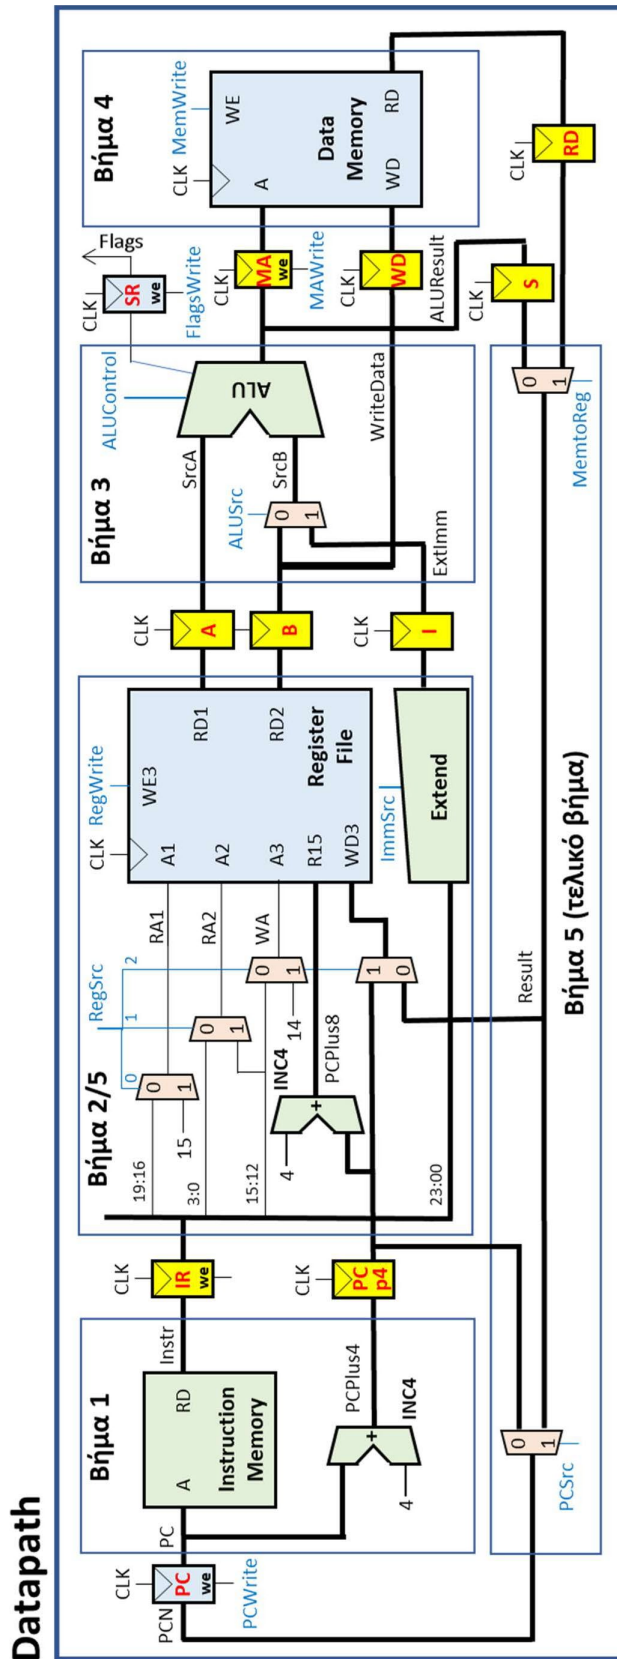 Datapath
Βήμα 1
CLK
PCN
PC
we
PCWrite
PC
A
RD
Instruction
Memory
Instr
4
+
INC4
PCPlus4
CLK
IR
we
CLK
PC
p4
Βήμα 2/5
RegSrc
0
1
2
19:16
3:0
15:12
23:00
15
0
1
0
1
14
0
1
1
0
RA1
RA2
WA
INC4
4
+
PCPlus8
CLK
RegWrite
WE3
A1
A2
A3
R15
WD3
RD1
RD2
Register
File
ImmSrc
Extend
CLK
A
B
CLK
I
Βήμα 3
ALUControl
ALUSrc
0
1
SrcA
SrcB
ALU
ExtImm
WriteData
CLK
SR
we
Flags
FlagsWrite
CLK
MA
we
MAWrite
CLK
WD
ALUResult
CLK
S
Βήμα 4
CLK
MemWrite
WE
A
Data
Memory
WD
RD
CLK
RD
Βήμα 5 (τελικό βήμα)
0
1
PCSrc
Result
0
1
MemtoReg